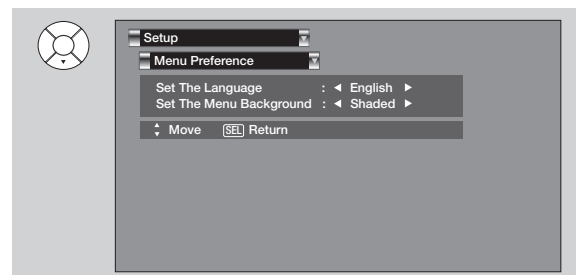 Setup
Menu Preference
Set The Language : ◄ English ►
Set The Menu Background : ◄ Shaded ►
Move SEL Return